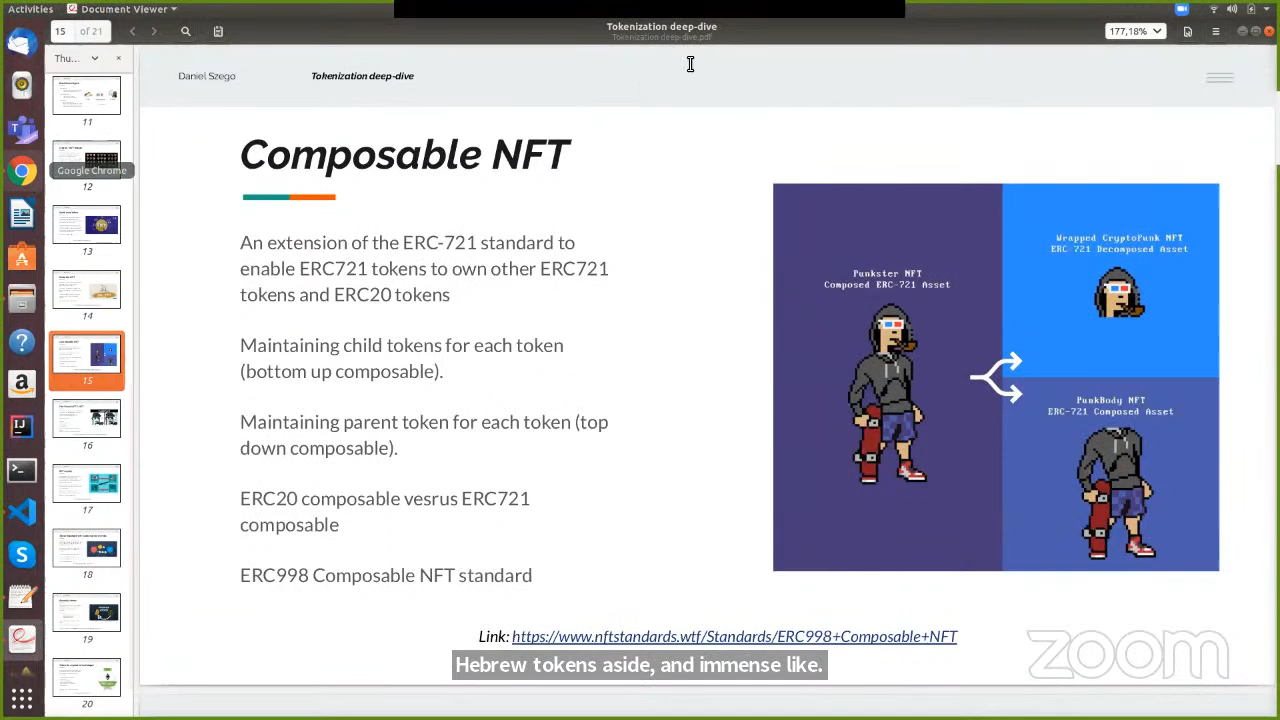 Activities
Document Viewer
Tokenization deep-dive
Tokenization deep-dive.pdf
15
of 21
177,18%
Thu...
Daniel Szego
Tokenization deep-dive
11
Google Chrome
12
13
14
15
16
17
18
19
20
Composable NFT
An extension of the ERC-721 standard to
enable ERC721 tokens to own other ERC721
tokens and ERC20 tokens
Maintaining child tokens for each token
(bottom up composable).
Maintaining parent token for each token (top
down composable).
ERC20 composable vesrus ERC721
composable
ERC998 Composable NFT standard
Punkster NFT
Composed ERC-721 Asset
Wrapped CryptoPunk NFT
ERC 721 Decomposed Asset
PunkBody NFT
ERC-721 Composed Asset
Link: https://www.nftstandards.wtf/Standards/ERC998+Composable+NFT
Hebrew tokens aside, and immense like.
zoom